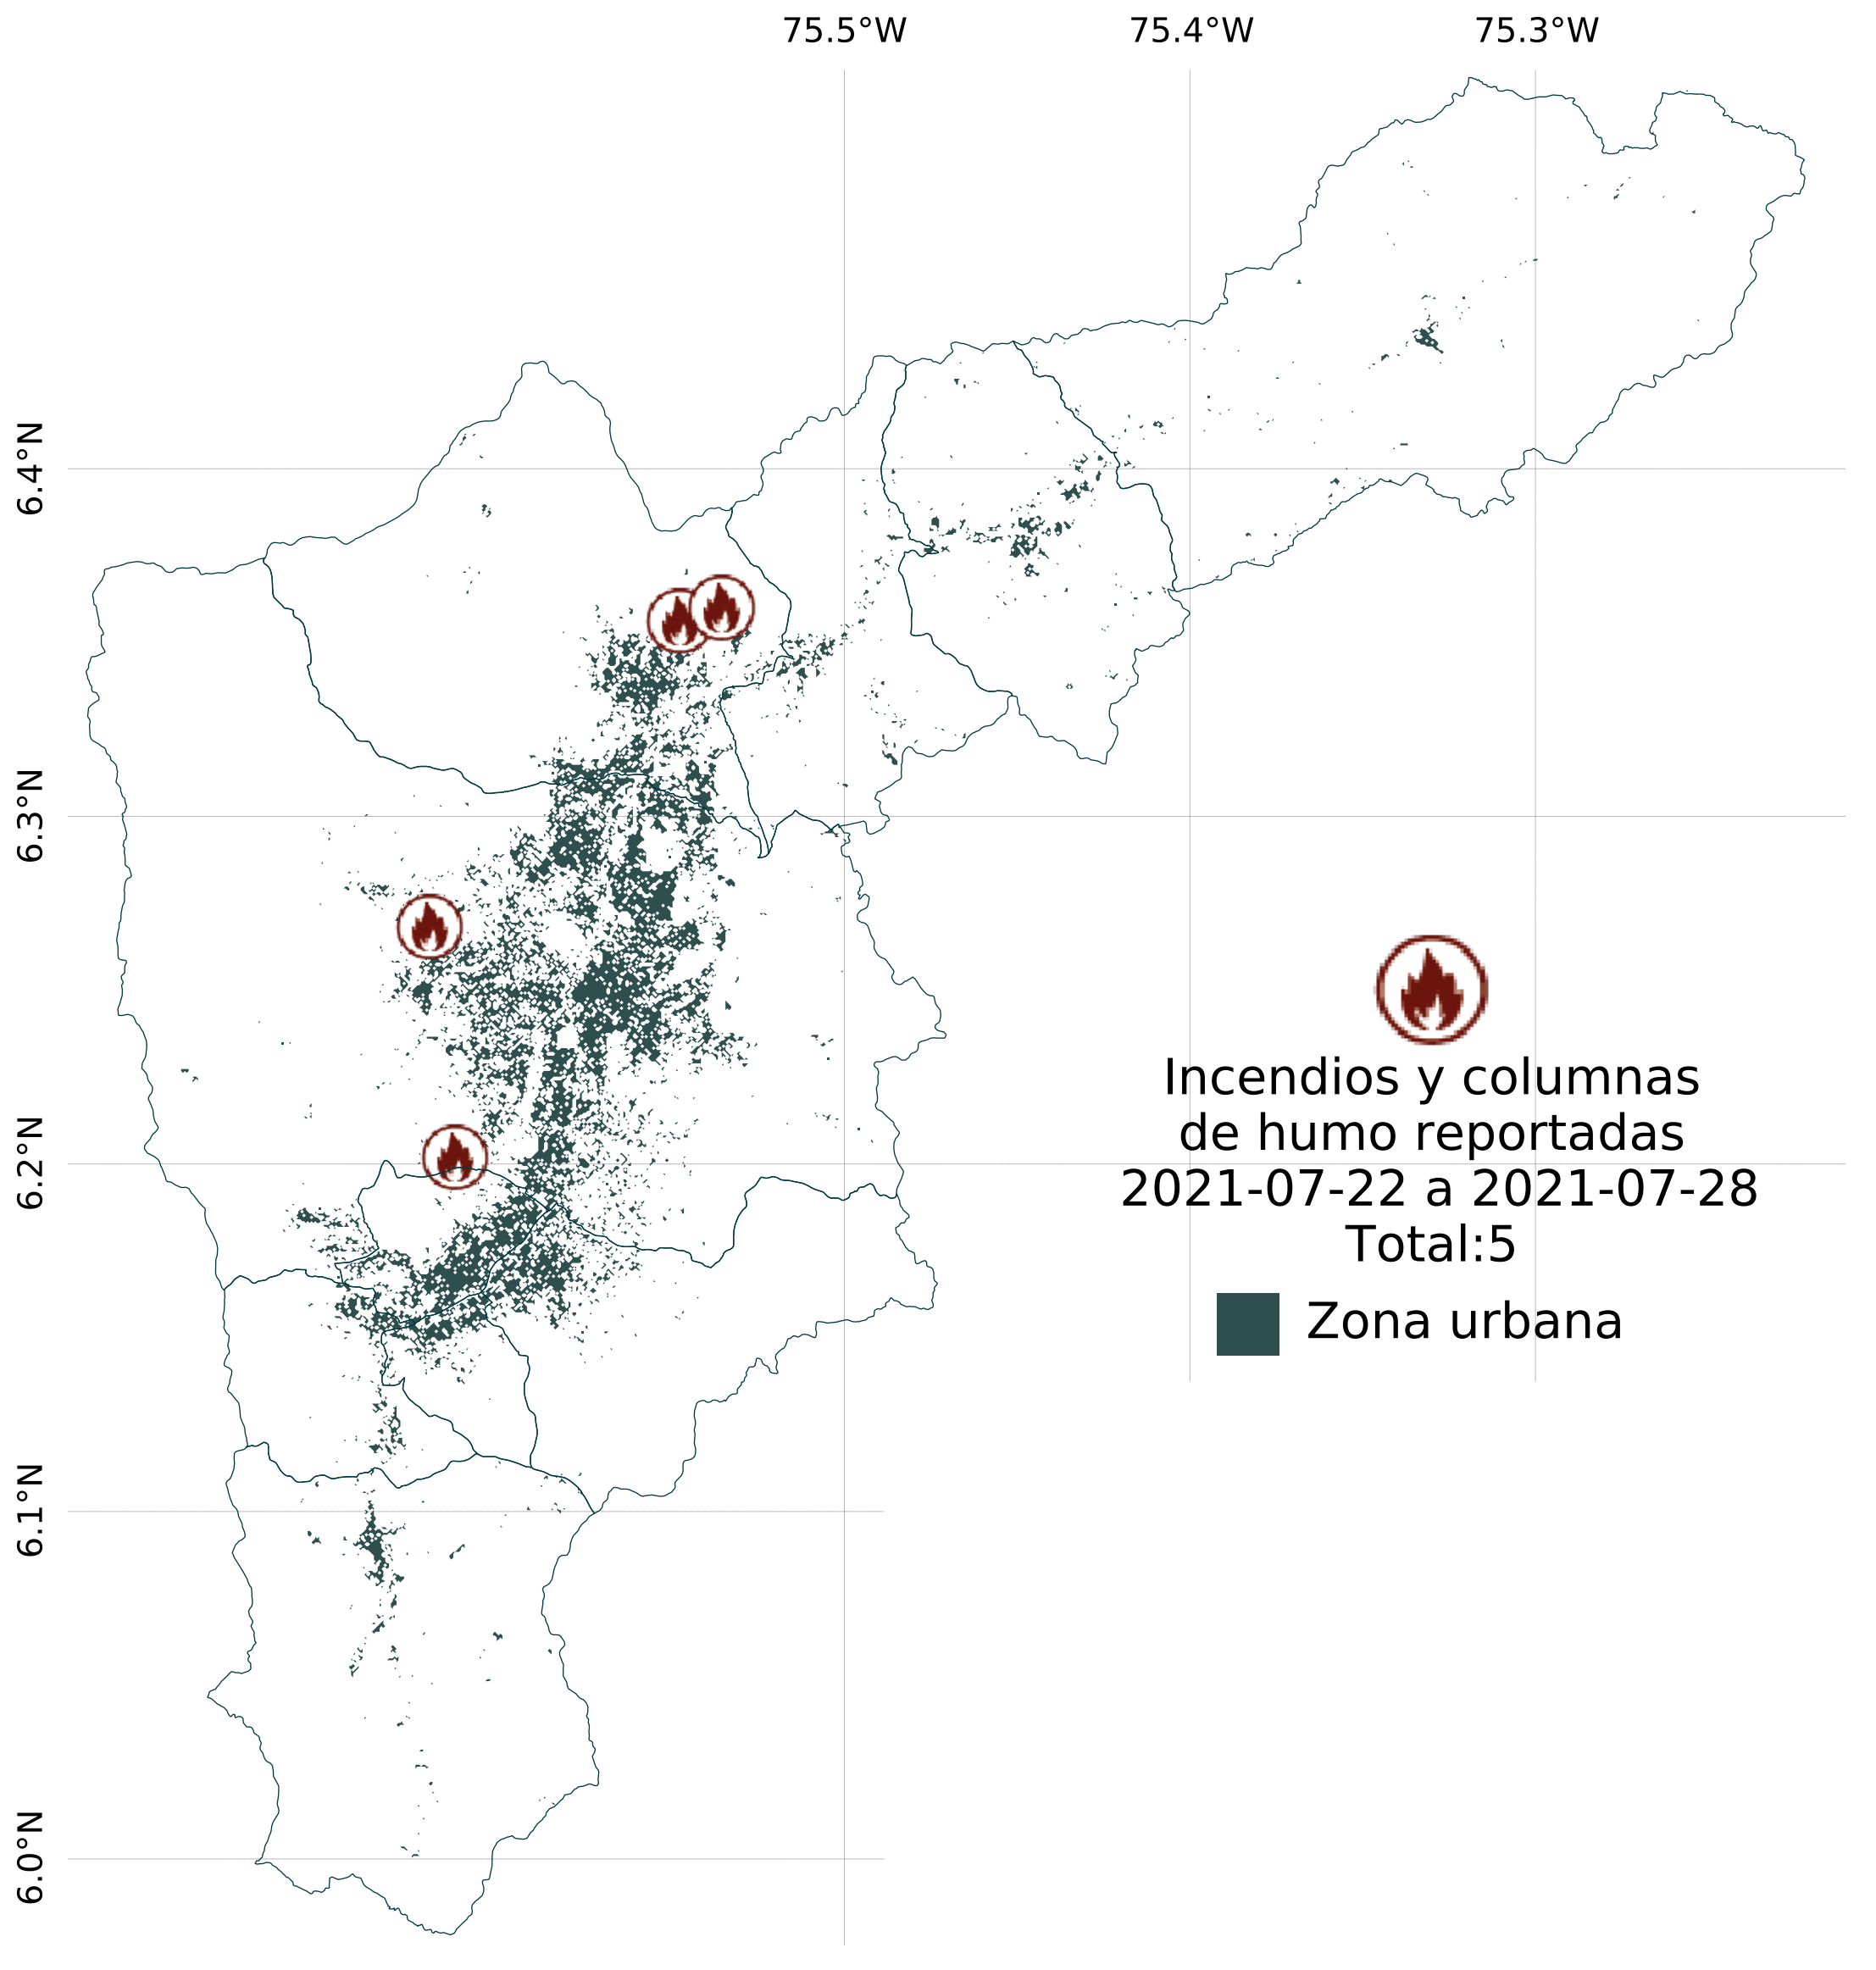 75.5°W 75.4°W 75.3°W
6.4°N
6.3°N
6.2°N
6.1°N
6.0°N
Incendios y columnas
de humo reportadas
2021-07-22 a 2021-07-28
Total:5
Zona urbana